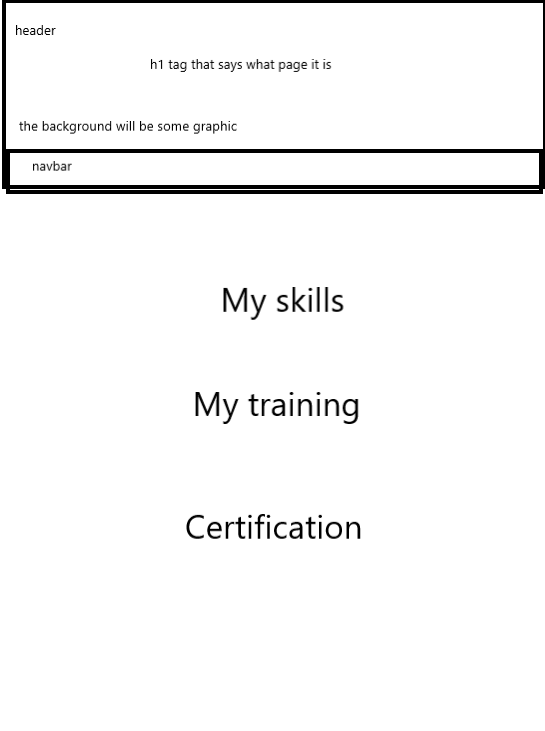 header
h1 tag that says what page it is
the background will be some graphic
navbar
My skills
My training
Certification